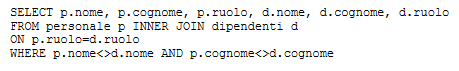 SELECT p.nome, p.cognome, p.ruolo, d.nome, d.cognome, d.ruolo
FROM personale p INNER JOIN dipendenti d
ON p.ruolo=d.ruolo
WHERE p.nome<>d.nome AND p.cognome<>d.cognome